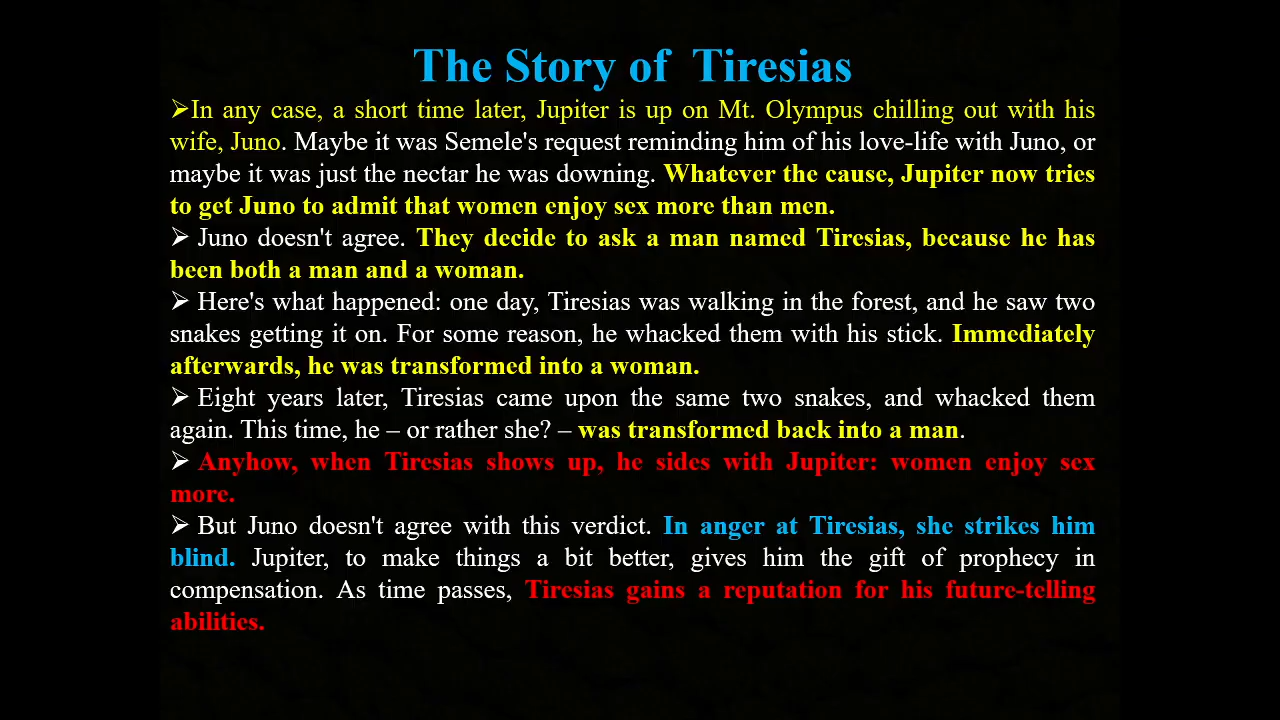 The Story of Tiresias
➢In any case, a short time later, Jupiter is up on Mt. Olympus chilling out with his
wife, Juno. Maybe it was Semele's request reminding him of his love-life with Juno, or
maybe it was just the nectar he was downing. Whatever the cause, Jupiter now tries
to get Juno to admit that women enjoy sex more than men.
➢ Juno doesn't agree. They decide to ask a man named Tiresias, because he has
been both a man and a woman.
➢ Here's what happened: one day, Tiresias was walking in the forest, and he saw two
snakes getting it on. For some reason, he whacked them with his stick. Immediately
afterwards, he was transformed into a woman.
➢ Eight years later, Tiresias came upon the same two snakes, and whacked them
again. This time, he – or rather she? – was transformed back into a man.
➢ Anyhow, when Tiresias shows up, he sides with Jupiter: women enjoy sex
more.
➢ But Juno doesn't agree with this verdict. In anger at Tiresias, she strikes him
blind. Jupiter, to make things a bit better, gives him the gift of prophecy in
compensation. As time passes, Tiresias gains a reputation for his future-telling
abilities.